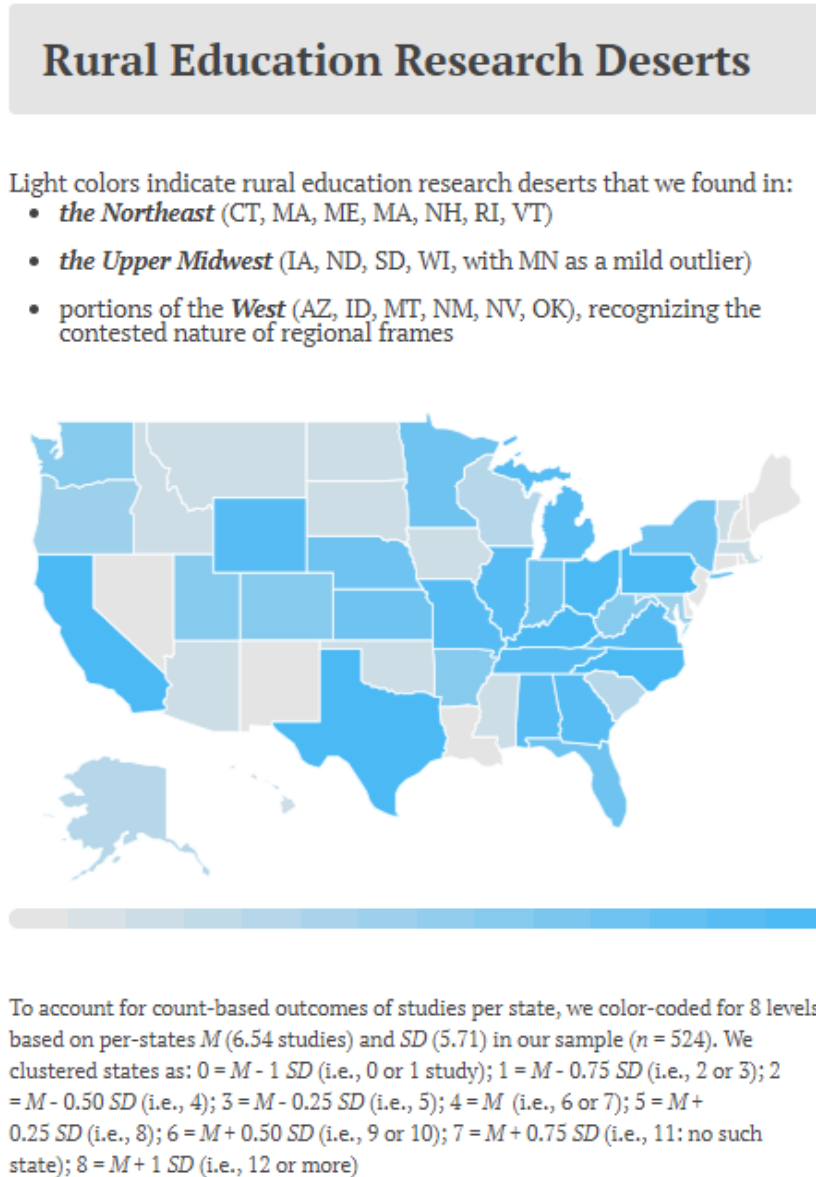 Rural Education Research Deserts
Light colors indicate rural education research deserts that we found in:
• the Northeast (CT, MA, ME, MA, NH, RI, VT)
• the Upper Midwest (IA, ND, SD, WI, with MN as a mild outlier)
• portions of the West (AZ, ID, MT, NM, NV, OK), recognizing the
contested nature of regional frames
To account for count-based outcomes of studies per state, we color-coded for 8 levels
based on per-states M (6.54 studies) and SD (5.71) in our sample (n = 524). We
clustered states as: 0 = M - 1 SD (i.e., 0 or 1 study); 1 = M - 0.75 SD (i.e., 2 or 3); 2
= M - 0.50 SD (i.e., 4); 3 = M - 0.25 SD (i.e., 5); 4 = M (i.e., 6 or 7); 5 = M +
0.25 SD (i.e., 8); 6 = M + 0.50 SD (i.e., 9 or 10); 7 = M + 0.75 SD (i.e., 11: no such
state); 8 = M + 1 SD (i.e., 12 or more)